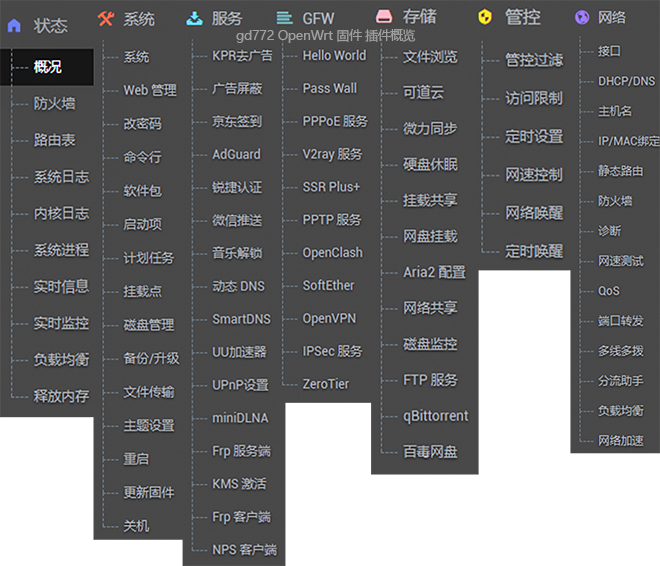 状态
概况
防火墙
路由表
系统日志
内核日志
系统进程
实时信息
实时监控
负载均衡
释放内存
系统
系统
Web 管理
改密码
命令行
软件包
启动项
计划任务
挂载点
磁盘管理
备份/升级
文件传输
主题设置
重启
更新固件
关机
服务
KPR去广告
广告屏蔽
京东签到
AdGuard
锐捷认证
微信推送
音乐解锁
动态 DNS
SmartDNS
UU加速器
UPnP设置
miniDLNA
Frp 服务端
KMS 激活
Frp 客户端
NPS 客户端
GFW
gd772 OpenWrt 固件 插件概览
Hello World
Pass Wall
PPPoE 服务
V2ray 服务
SSR Plus+
PPTP 服务
OpenClash
SoftEther
OpenVPN
IPSec 服务
ZeroTier
存储
文件浏览
可道云
微力同步
硬盘休眠
挂载共享
网盘挂载
Aria2 配置
网络共享
磁盘监控
FTP 服务
qBittorrent
百毒网盘
管控
管控过滤
访问限制
定时设置
网速控制
网络唤醒
定时唤醒
网络
接口
DHCP/DNS
主机名
IP/MAC绑定
静态路由
防火墙
诊断
网速测试
QoS
端口转发
多线多拨
分流助手
负载均衡
网络加速